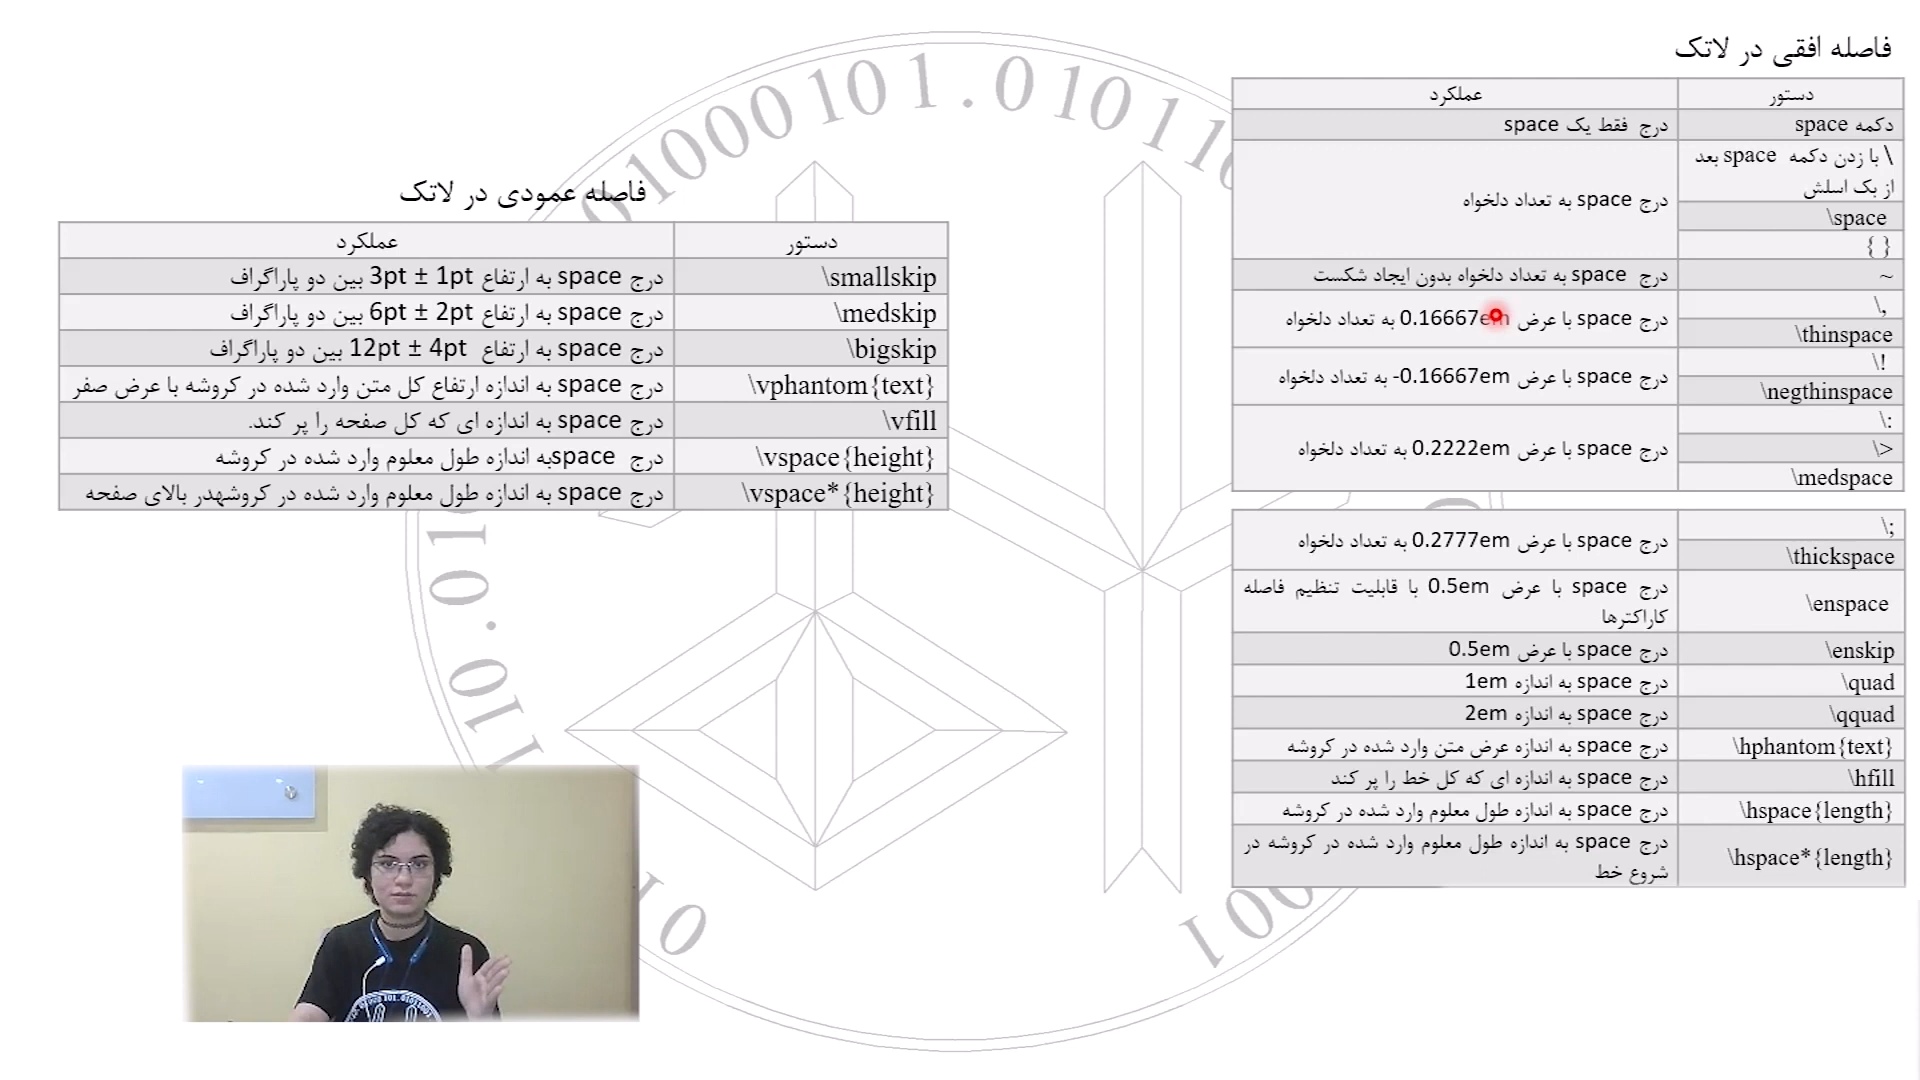 فاصله افقی در لاتک
دستور	عملکرد
دکمه space	درج فقط یک space
\ با زدن دکمه space بعد
از بک اسلش	درج space به تعداد دلخواه
\space
{ }
~	درج space به تعداد دلخواه بدون ایجاد شکست
\,	درج space با عرض 0.16667em به تعداد دلخواه
\thinspace
\!	درج space با عرض -0.16667em به تعداد دلخواه
\negthinspace
\:
\>	درج space با عرض 0.2222em به تعداد دلخواه
\medspace
\;	درج space با عرض 0.2777em به تعداد دلخواه
\thickspace
\enspace	درج space با عرض 0.5em با قابلیت تنظیم فاصله
کاراکترها
\enskip	درج space با عرض 0.5em
\quad	درج space به اندازه 1em
\qquad	درج space به اندازه 2em
\hphantom{text}	درج space به اندازه عرض متن وارد شده در کروشه
\hfill	درج space به اندازه ای که کل خط را پر کند
\hspace{length}	درج space به اندازه طول معلوم وارد شده در کروشه
\hspace*{length}	درج space به اندازه طول معلوم وارد شده در کروشه در
شروع خط
فاصله عمودی در لاتک
دستور	عملکرد
\smallskip	درج space به ارتفاع 3pt ± 1pt بین دو پاراگراف
\medskip	درج space به ارتفاع 6pt ± 2pt بین دو پاراگراف
\bigskip	درج space به ارتفاع 12pt ± 4pt بین دو پاراگراف
\vphantom{text}	درج space به اندازه ارتفاع کل متن وارد شده در کروشه با عرض صفر
\vfill	درج space به اندازه ای که کل صفحه را پر کند.
\vspace{height}	درج spaceبه اندازه طول معلوم وارد شده در کروشه
\vspace*{height}	درج space به اندازه طول معلوم وارد شده در کروشهدر بالای صفحه